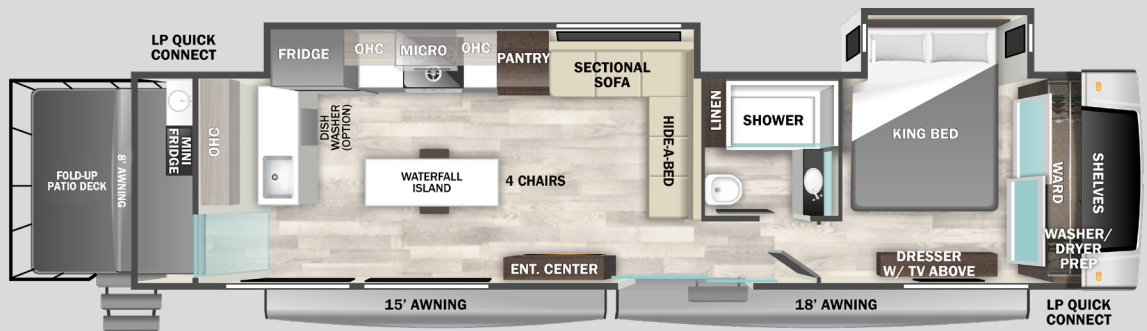 LP QUICK
CONNECT
FRIDGE
OHC
MICRO
OHC
PANTRY
SECTIONAL
SOFA
HIDE-A-BED
LINEN
SHOWER
KING BED
WARD
SHELVES
WASHER/
DRYER
PREP
FOLD-UP
PATIO DECK
8' AWNING
MINI
FRIDGE
OHC
DISH
WASHER
(OPTION)
WATERFALL
ISLAND
4 CHAIRS
ENT. CENTER
DRESSER
W/ TV ABOVE
15' AWNING
18' AWNING
LP QUICK
CONNECT